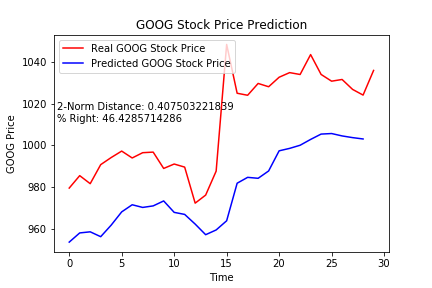 GOOG Stock Price Prediction
Real GOOG Stock Price
Predicted GOOG Stock Price
2-Norm Distance: 0.407503221839
% Right: 46.4285714286
GOOG Price
1040
1020
1000
980
960
0 5 10 15 20 25 30
Time